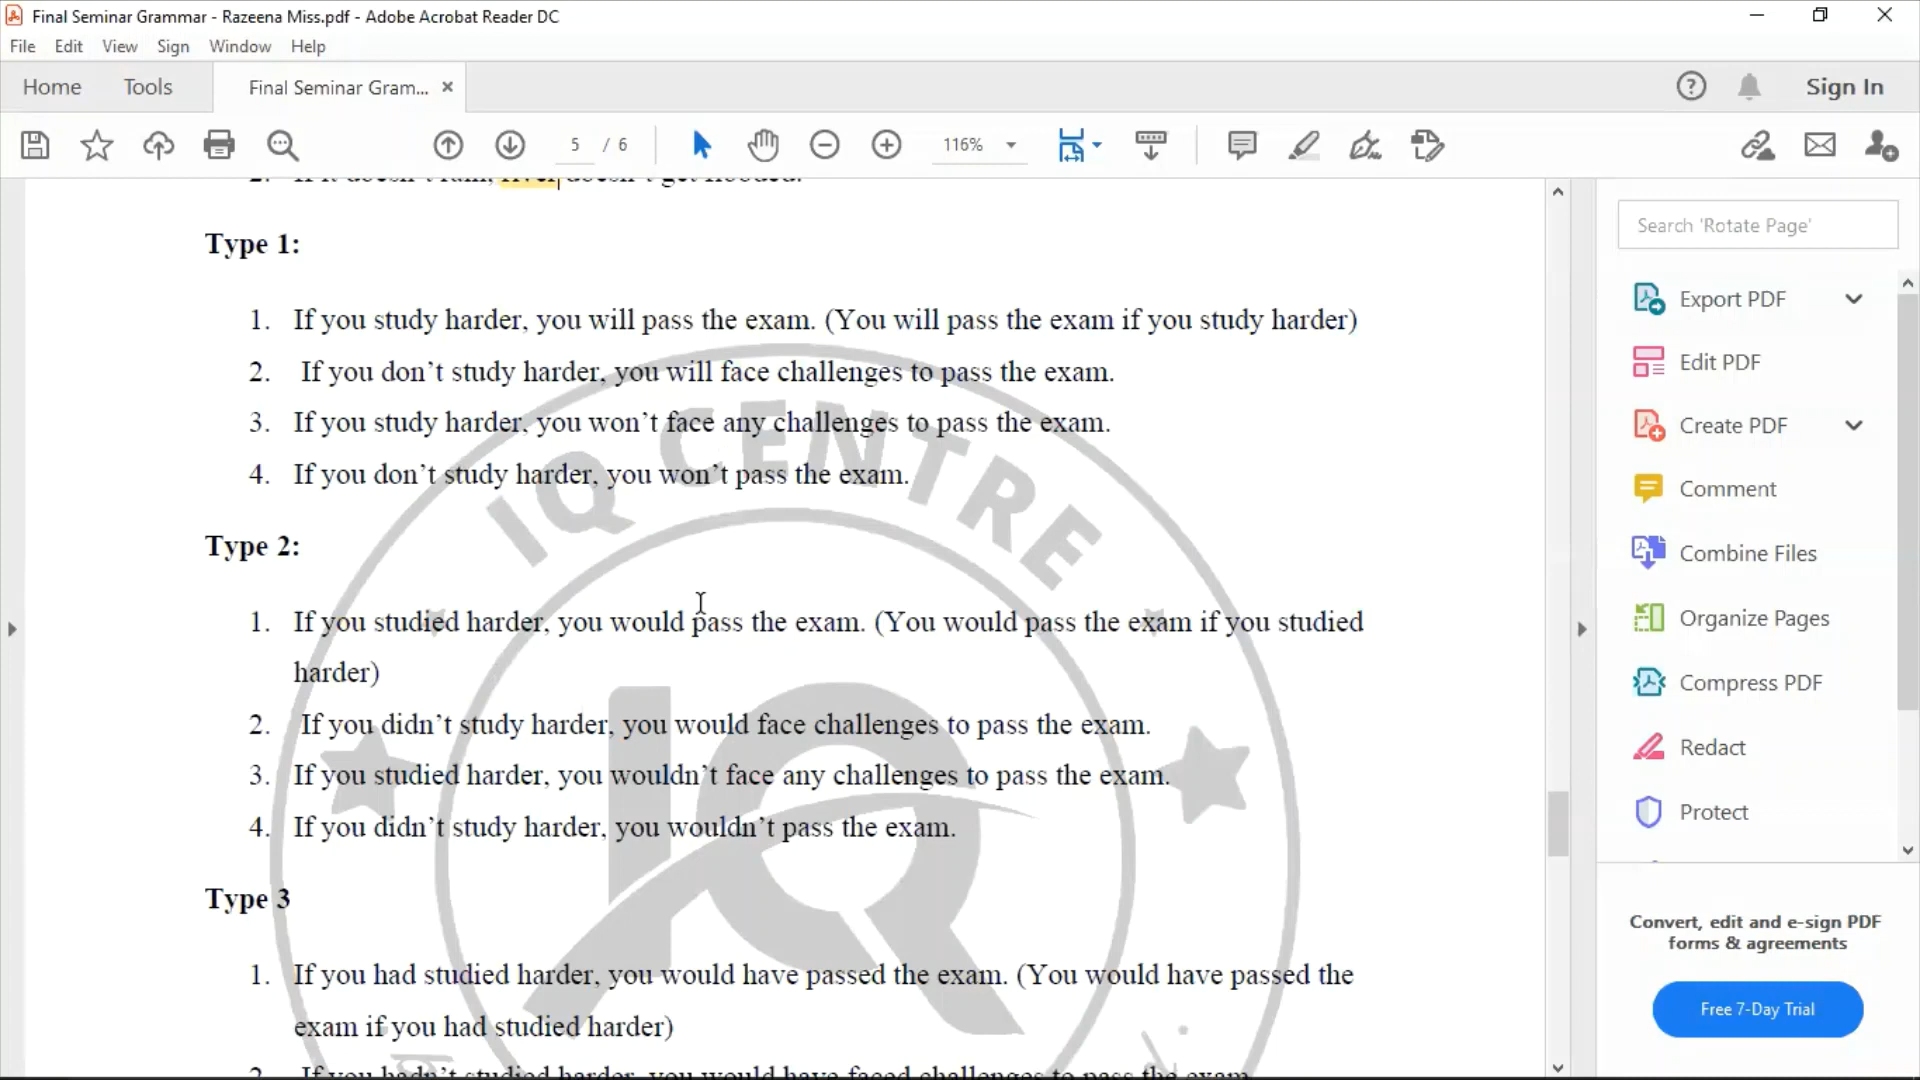 Final Seminar Grammar - Razeena Miss.pdf - Adobe Acrobat Reader DC
File Edit View Sign Window Help
Home Tools Final Seminar Gram... × Sign In
5 / 6 116%
2. If it doesn't rain, river doesn't get flooded.
Type 1:
1. If you study harder, you will pass the exam. (You will pass the exam if you study harder)
2. If you don’t study harder, you will face challenges to pass the exam.
3. If you study harder, you won’t face any challenges to pass the exam.
4. If you don’t study harder, you won’t pass the exam.
Type 2:
1. If you studied harder, you would pass the exam. (You would pass the exam if you studied
harder)
2. If you didn’t study harder, you would face challenges to pass the exam.
3. If you studied harder, you wouldn’t face any challenges to pass the exam.
4. If you didn’t study harder, you wouldn’t pass the exam.
Type 3
1. If you had studied harder, you would have passed the exam. (You would have passed the
exam if you had studied harder)
2. If you hadn’t studied harder, you would have faced challenges to pass the exam
IQ CENTRE
IQ
Search 'Rotate Page'
Export PDF
Edit PDF
Create PDF
Comment
Combine Files
Organize Pages
Compress PDF
Redact
Protect
Convert, edit and e-sign PDF
forms & agreements
Free 7-Day Trial